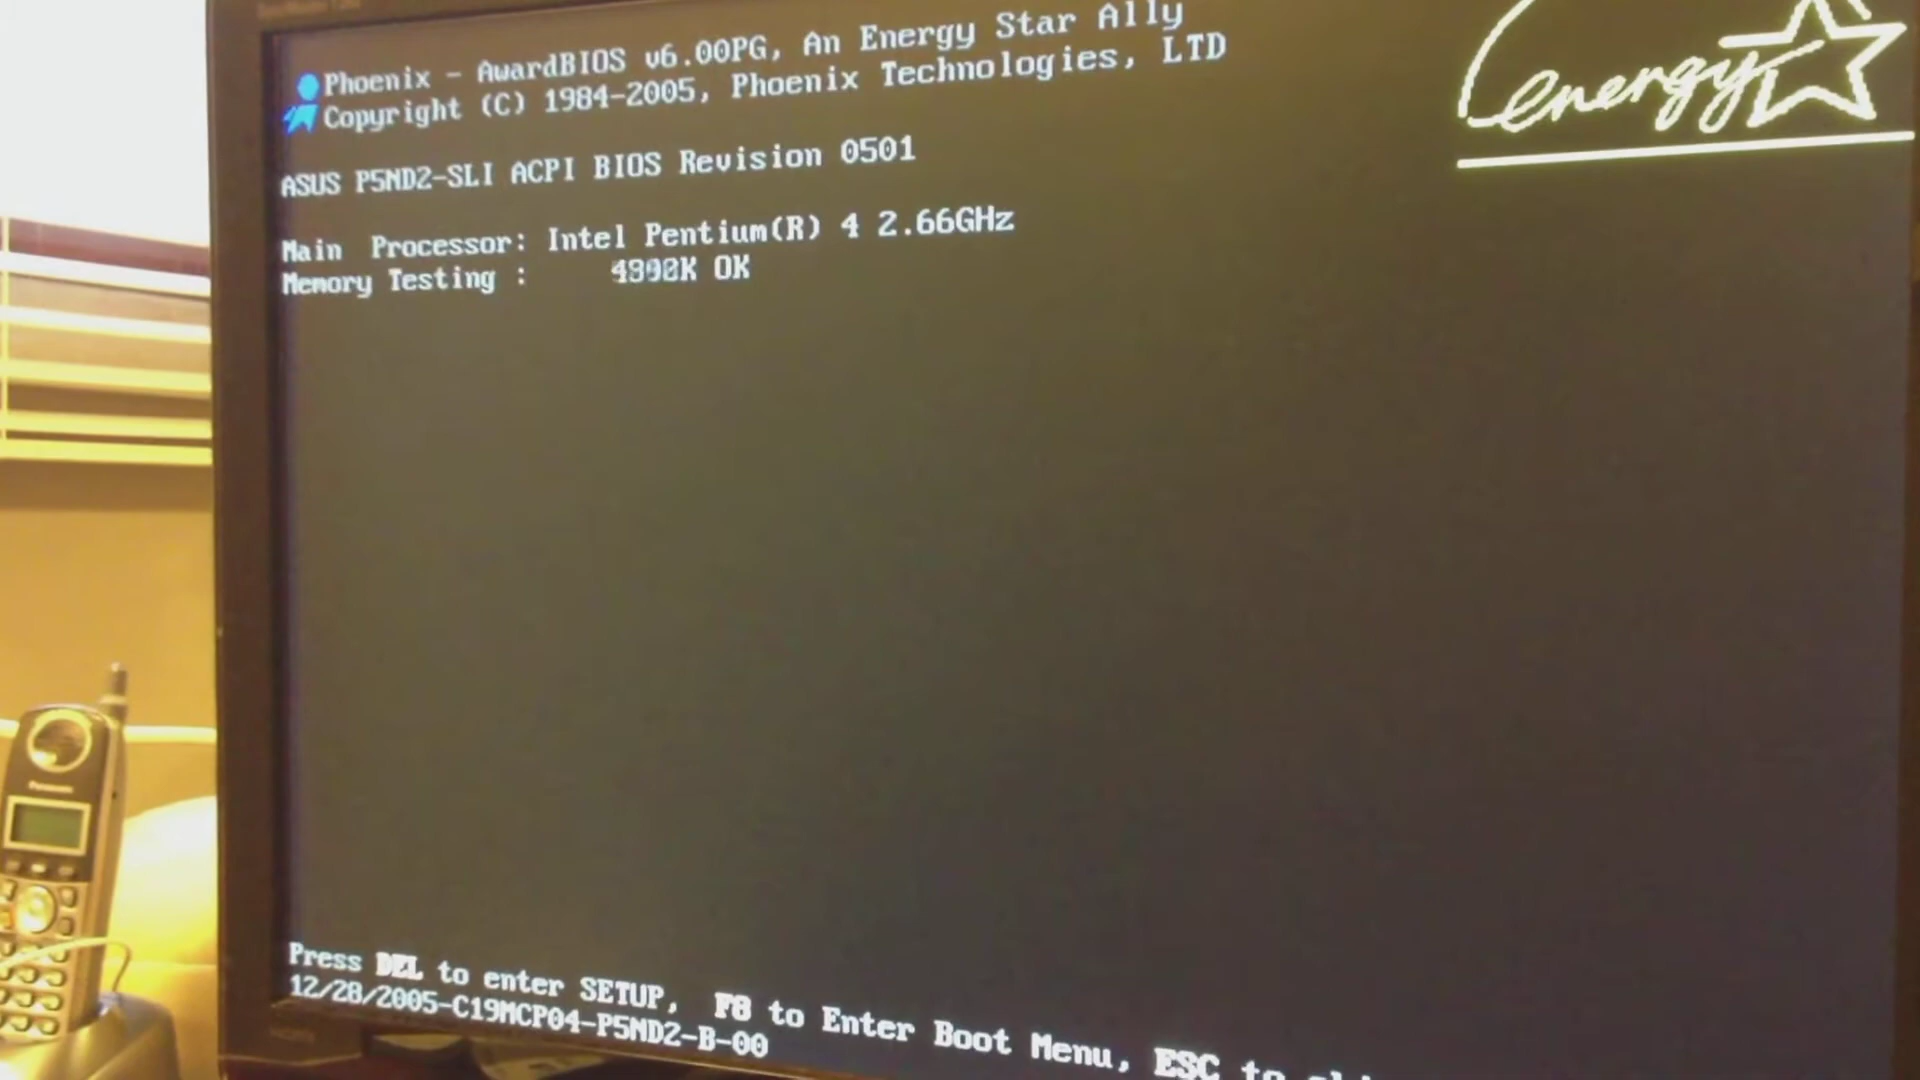 Phoenix - AwardBIOS v6.00PG, An Energy Star Ally
Copyright (C) 1984-2005, Phoenix Technologies, LTD
energy
ASUS P5ND2-SLI ACPI BIOS Revision 0501
Main Processor: Intel Pentium(R) 4 2.66GHz
Memory Testing : OK
Panasonic
Press DEL to enter SETUP, F8 to Enter Boot Menu, ESC to
12/28/2005-C19MCP04-P5ND2-B-00